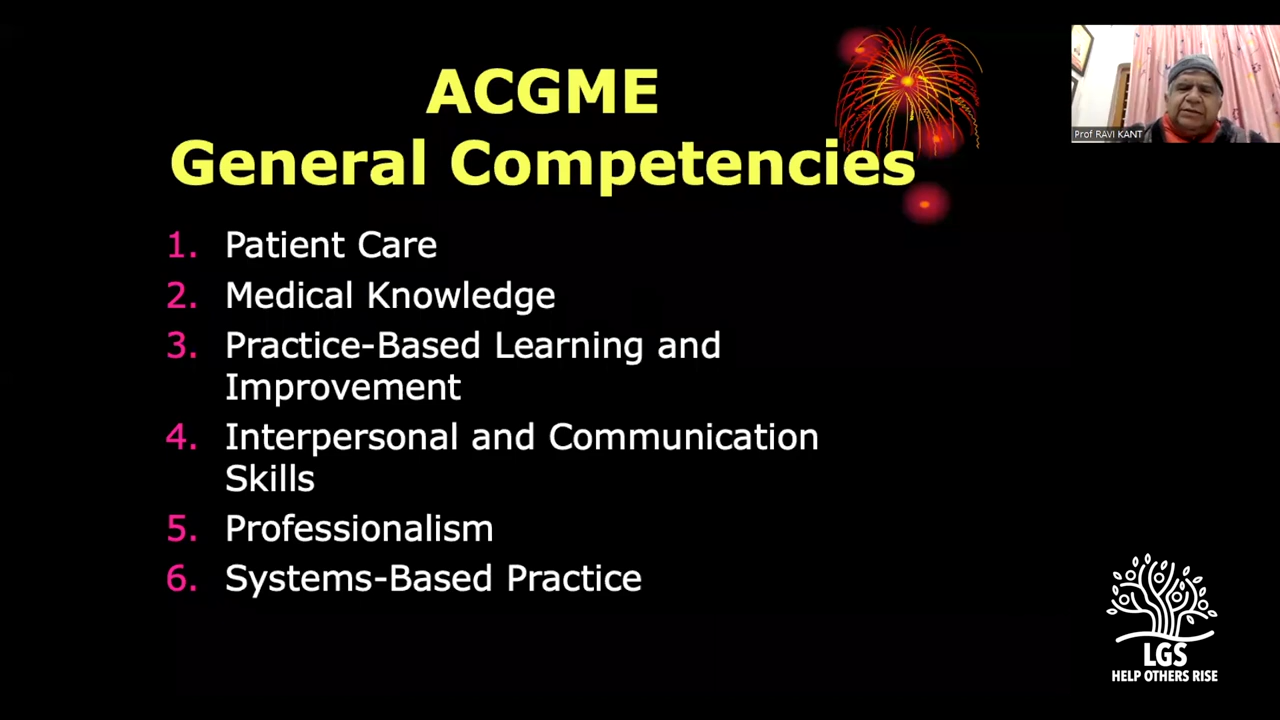 ACGME
General Competencies
Prof RAVI KANT
1. Patient Care
2. Medical Knowledge
3. Practice-Based Learning and
Improvement
4. Interpersonal and Communication
Skills
5. Professionalism
6. Systems-Based Practice
LGS
HELP OTHERS RISE